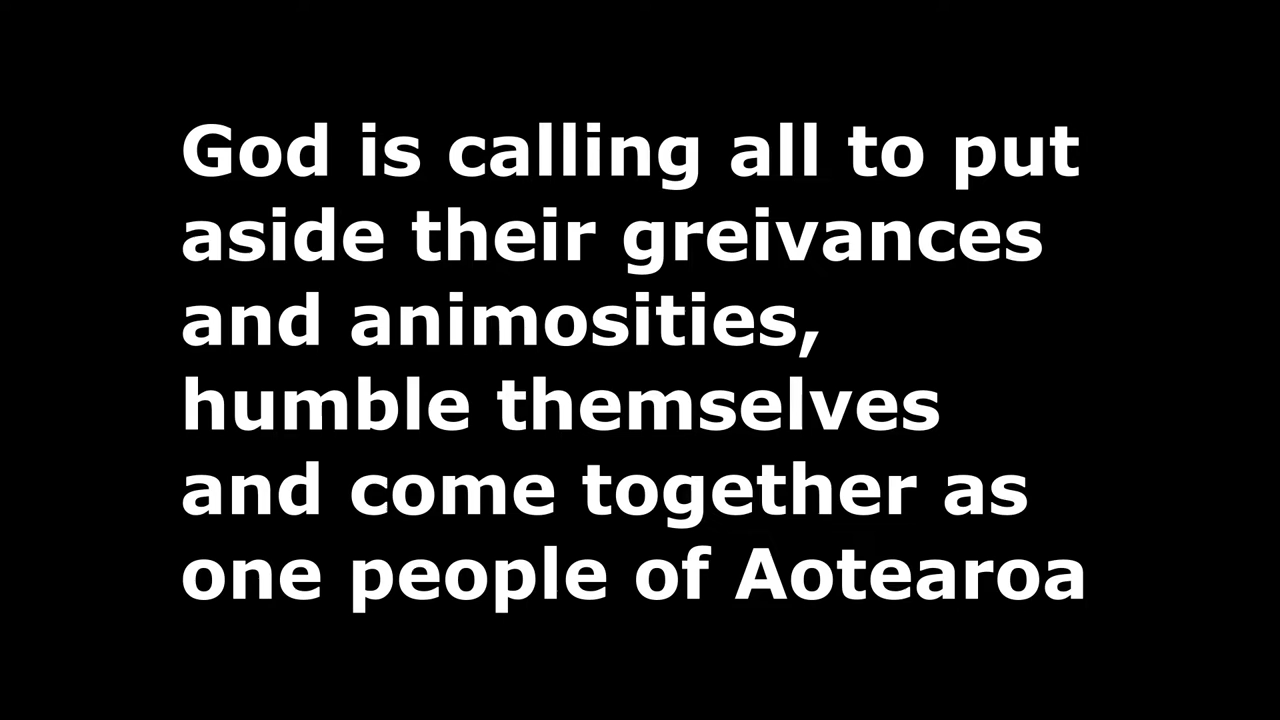 God is calling all to put
aside their greivances
and animosities,
humble themselves
and come together as
one people of Aotearoa